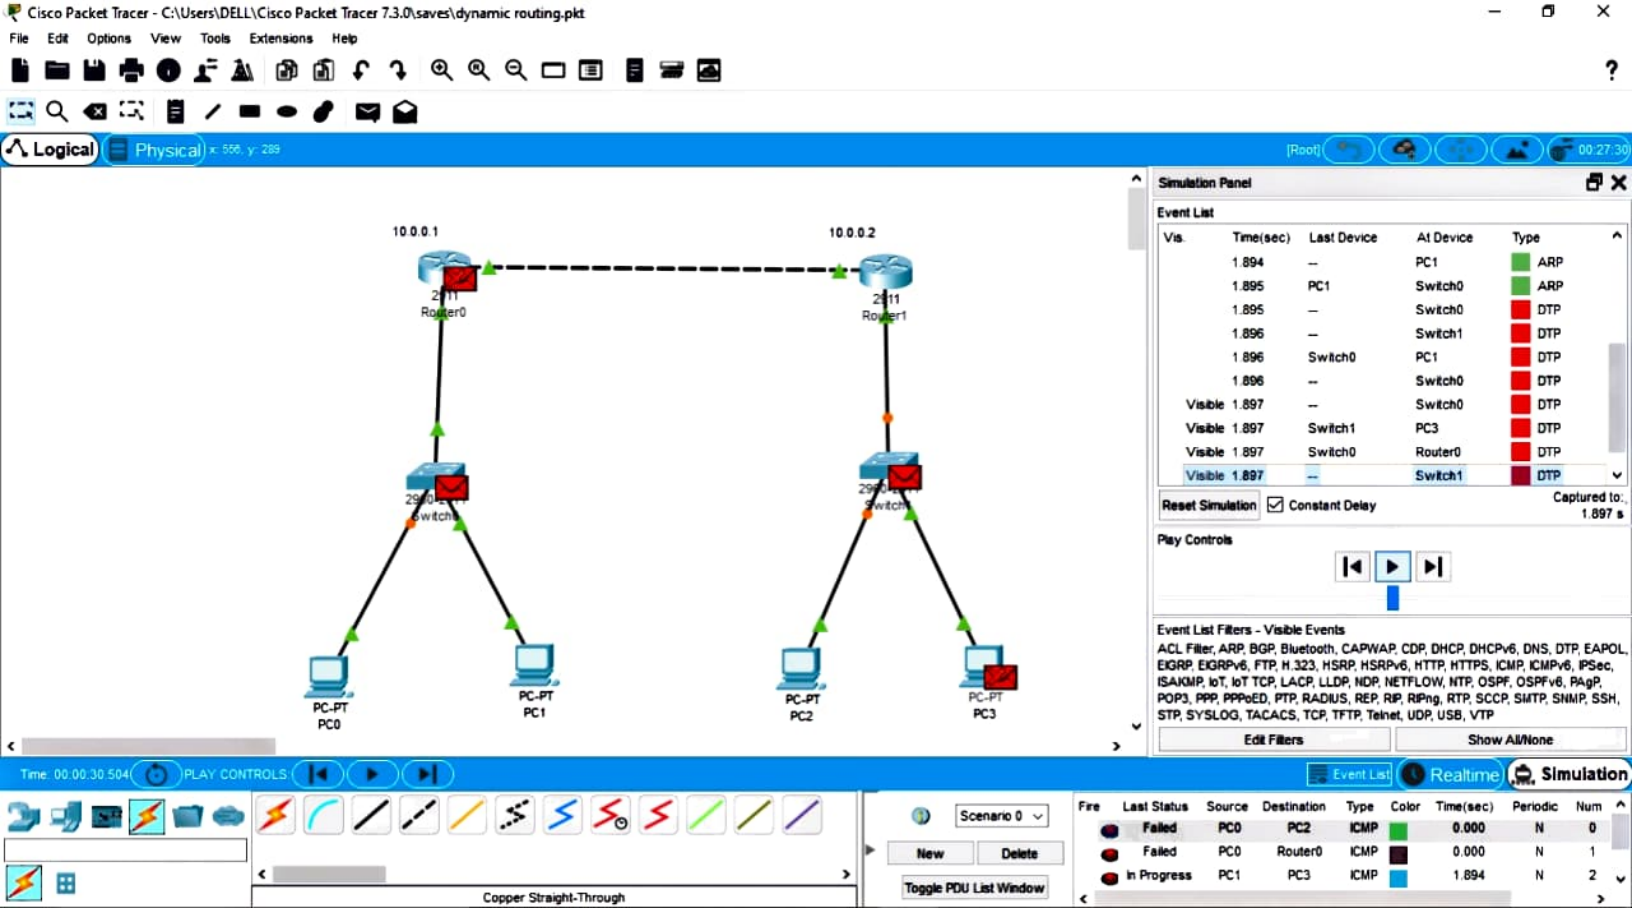 Cisco Packet Tracer - C:\Users\DELL\Cisco Packet Tracer 7.3.0\saves\dynamic routing.pkt
File Edit Options View Tools Extensions Help
?
Logical Physical x: 556, y: 289 [Root] 00:27:30
Simulation Panel
Event List
Vis. Time(sec) Last Device At Device Type
1.894 -- PC1 ARP
1.895 PC1 Switch0 ARP
1.895 -- Switch0 DTP
1.896 -- Switch1 DTP
1.896 Switch0 PC1 DTP
1.896 -- Switch0 DTP
Visible 1.897 -- Switch0 DTP
Visible 1.897 Switch1 PC3 DTP
Visible 1.897 Switch0 Router0 DTP
Visible 1.897 -- Switch1 DTP
Reset Simulation Constant Delay Captured to:
1.897 s
Play Controls
Event List Filters - Visible Events
ACL Filter, ARP, BGP, Bluetooth, CAPWAP, CDP, DHCP, DHCPv6, DNS, DTP, EAPOL,
EIGRP, EIGRPv6, FTP, H.323, HSRP, HSRPv6, HTTP, HTTPS, ICMP, ICMPv6, IPSec,
ISAKMP, IoT, IoT TCP, LACP, LLDP, NDP, NETFLOW, NTP, OSPF, OSPFv6, PAgP,
POP3, PPP, PPPoED, PTP, RADIUS, REP, RIP, RIPng, RTP, SCCP, SMTP, SNMP, SSH,
STP, SYSLOG, TACACS, TCP, TFTP, Telnet, UDP, USB, VTP
Edit Filters Show All/None
10.0.0.1 10.0.0.2
2911
Router0
2911
Router1
Switch
Switch
PC-PT
PC0
PC-PT
PC1
PC-PT
PC2
PC-PT
PC3
Time: 00:00:30.504 PLAY CONTROLS: Event List Realtime Simulation
Copper Straight-Through
Scenario 0
New Delete
Toggle PDU List Window
Fire Last Status Source Destination Type Color Time(sec) Periodic Num
Failed PC0 PC2 ICMP 0.000 N 0
Failed PC0 Router0 ICMP 0.000 N 1
In Progress PC1 PC3 ICMP 1.894 N 2